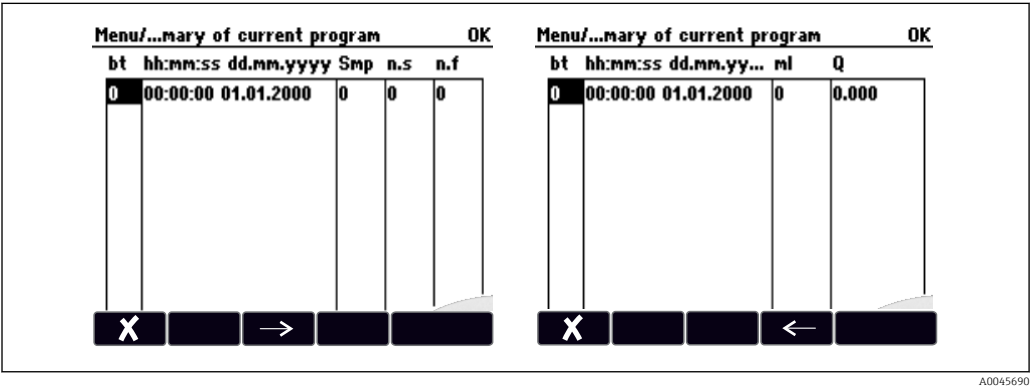 Menu/...mary of current program OK
bt hh:mm:ss dd.mm.yyyy Smp n.s n.f
0 00:00:00 01.01.2000 0 0 0
Menu/...mary of current program OK
bt hh:mm:ss dd.mm.yy... ml Q
0 00:00:00 01.01.2000 0 0.000
A0045690